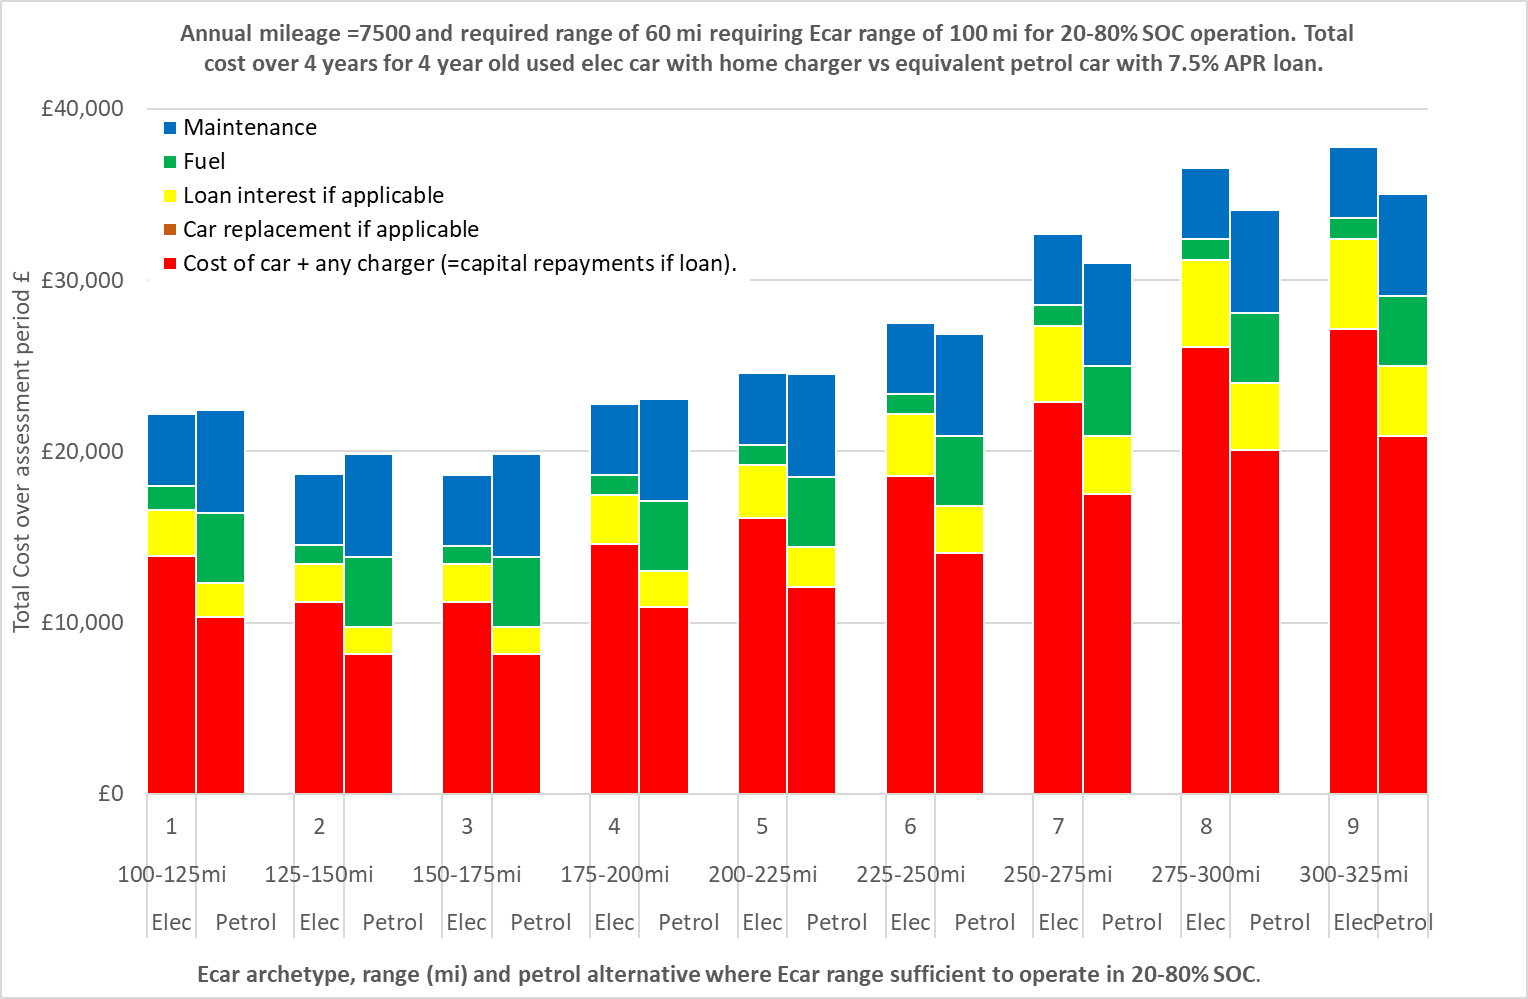 Annual mileage =7500 and required range of 60 mi requiring Ecar range of 100 mi for 20-80% SOC operation. Total
cost over 4 years for 4 year old used elec car with home charger vs equivalent petrol car with 7.5% APR loan.
£40,000
£30,000
£20,000
£10,000
£0
Total Cost over assessment period £
Maintenance
Fuel
Loan interest if applicable
Car replacement if applicable
Cost of car + any charger (=capital repayments if loan).
1 2 3 4 5 6 7 8 9
100-125mi 125-150mi 150-175mi 175-200mi 200-225mi 225-250mi 250-275mi 275-300mi 300-325mi
Elec Petrol Elec Petrol Elec Petrol Elec Petrol Elec Petrol Elec Petrol Elec Petrol Elec Petrol Elec Petrol
Ecar archetype, range (mi) and petrol alternative where Ecar range sufficient to operate in 20-80% SOC.